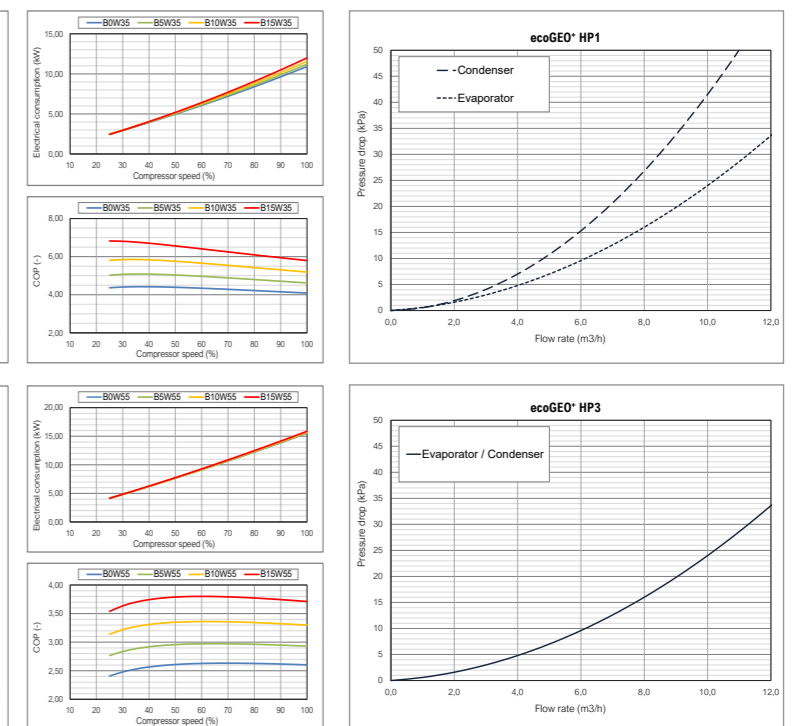 B0W35 B5W35 B10W35 B15W35
15,00
10,00
5,00
0,00
Electrical consumption (kW)
10 20 30 40 50 60 70 80 90 100
Compressor speed (%)
B0W35 B5W35 B10W35 B15W35
8,00
6,00
4,00
2,00
COP (-)
10 20 30 40 50 60 70 80 90 100
Compressor speed (%)
ecoGEO+ HP1
50
45
40
35
30
25
20
15
10
5
0
Pressure drop (kPa)
Condenser
Evaporator
0,0 2,0 4,0 6,0 8,0 10,0 12,0
Flow rate (m3/h)
B0W55 B5W55 B10W55 B15W55
20,00
15,00
10,00
5,00
0,00
Electrical consumption (kW)
10 20 30 40 50 60 70 80 90 100
Compressor speed (%)
B0W55 B5W55 B10W55 B15W55
4,00
3,50
3,00
2,50
2,00
COP (-)
10 20 30 40 50 60 70 80 90 100
Compressor speed (%)
ecoGEO+ HP3
50
45
40
35
30
25
20
15
10
5
0
Pressure drop (kPa)
Evaporator / Condenser
0,0 2,0 4,0 6,0 8,0 10,0 12,0
Flow rate (m3/h)